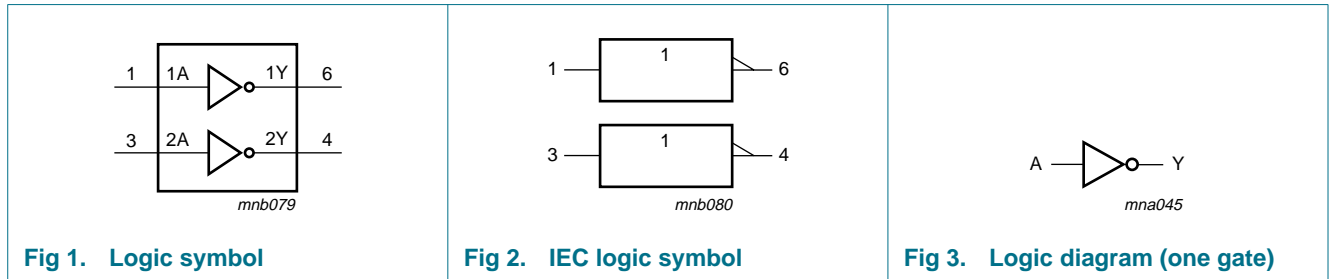 1 1A 1Y 6
3 2A 2Y 4
mnb079
Fig 1. Logic symbol
1 1 6
3 1 4
mnb080
Fig 2. IEC logic symbol
A Y
mna045
Fig 3. Logic diagram (one gate)